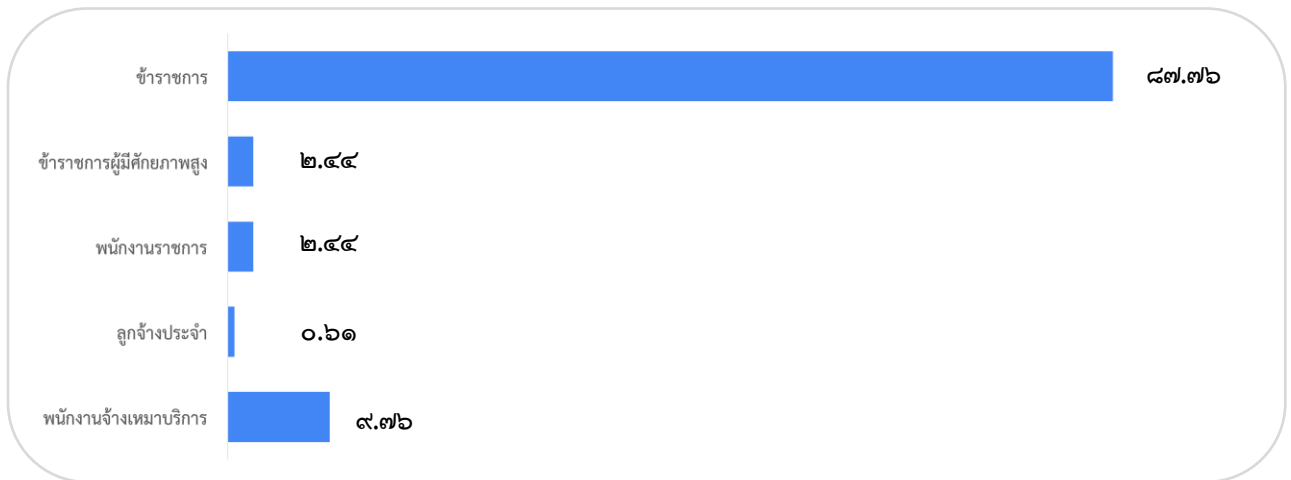 ข้าราชการ ๘๗.๗๖
ข้าราชการผู้มีศักยภาพสูง ๒.๔๔
พนักงานราชการ ๒.๔๔
ลูกจ้างประจำ ๐.๖๑
พนักงานจ้างเหมาบริการ ๙.๗๖